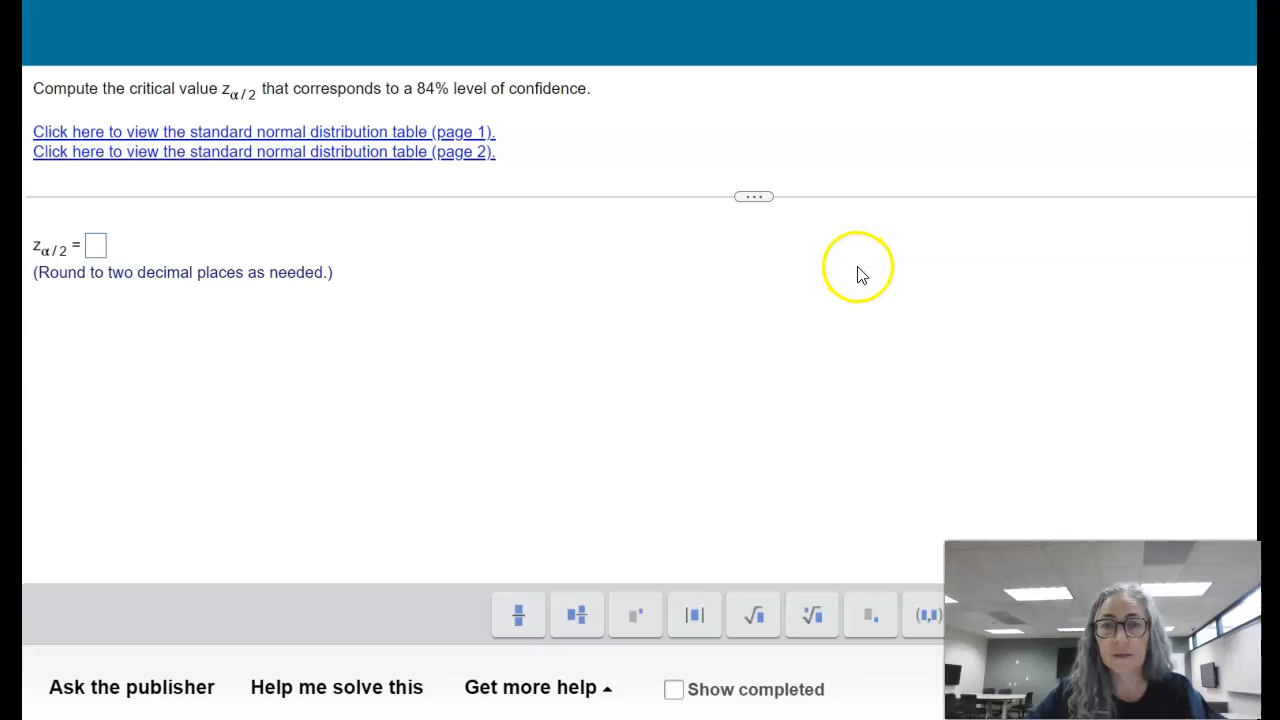 Compute the critical value zα/2 that corresponds to a 84% level of confidence.
Click here to view the standard normal distribution table (page 1).
Click here to view the standard normal distribution table (page 2).
zα/2 =
(Round to two decimal places as needed.)
Ask the publisher
Help me solve this
Get more help
Show completed